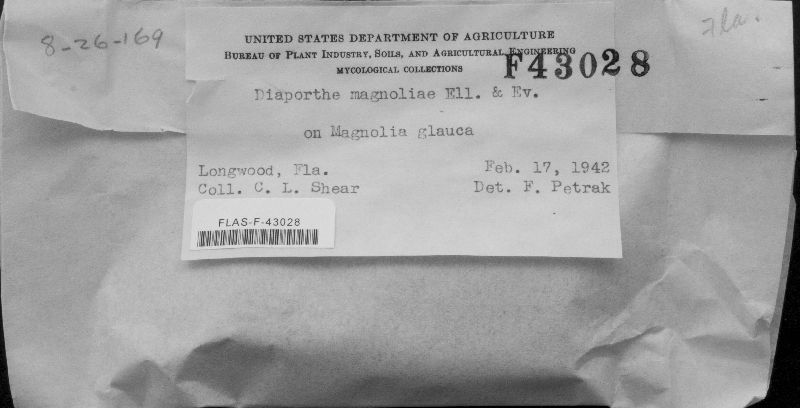 8-26-169
Fla.
UNITED STATES DEPARTMENT OF AGRICULTURE
BUREAU OF PLANT INDUSTRY, SOILS, AND AGRICULTURAL ENGINEERING
MYCOLOGICAL COLLECTIONS
F43028
Diaporthe magnoliae Ell. & Ev.
on Magnolia glauca
Longwood, Fla. Feb. 17, 1942
Coll. C. L. Shear Det. F. Petrak
FLAS-F-43028